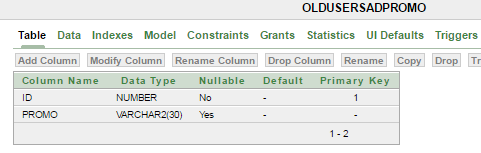 OLDUSERSADPROMO
Table Data Indexes Model Constraints Grants Statistics UI Defaults Triggers
Add Column Modify Column Rename Column Drop Column Rename Copy Drop Tr
Column Name Data Type Nullable Default Primary Key
ID NUMBER No - 1
PROMO VARCHAR2(30) Yes - -
1 - 2